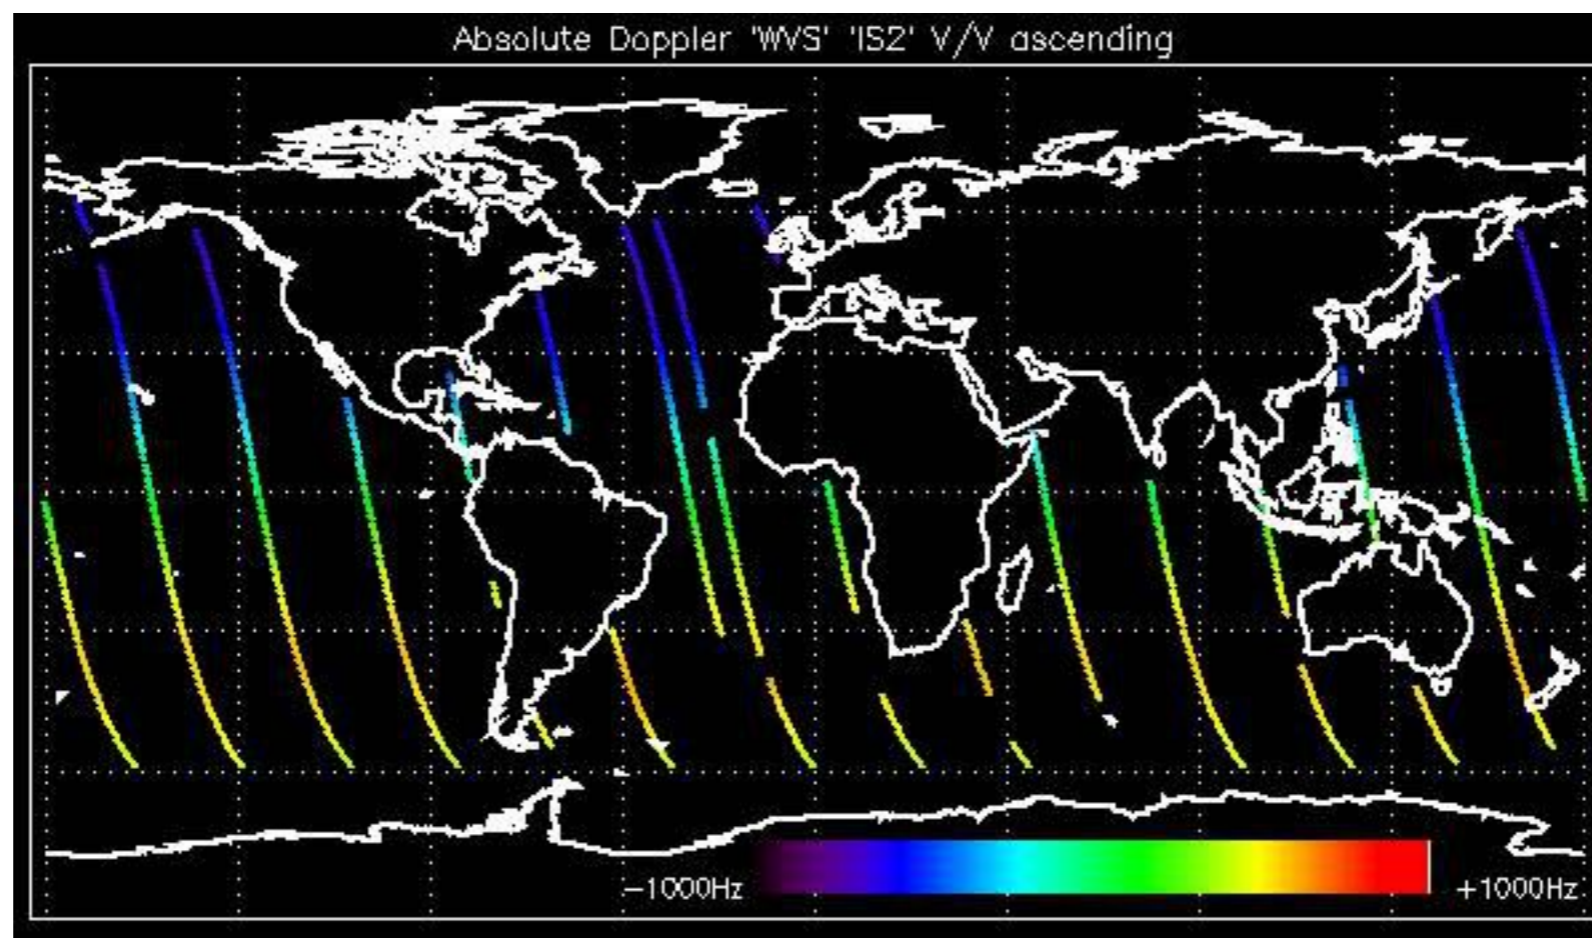 Absolute Doppler 'WVS' 'IS2' V/V ascending
-1000Hz +1000Hz